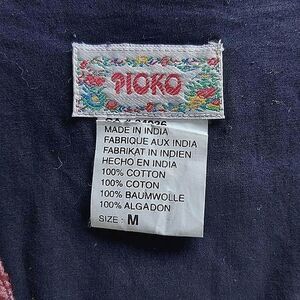 MOKO
MADE IN INDIA
FABRIQUE AUX INDIA
FABRIKAT IN INDIEN
HECHO EN INDIA
100% COTTON
100% COTON
100% BAUMWOLLE
100% ALGADON
SIZE : M